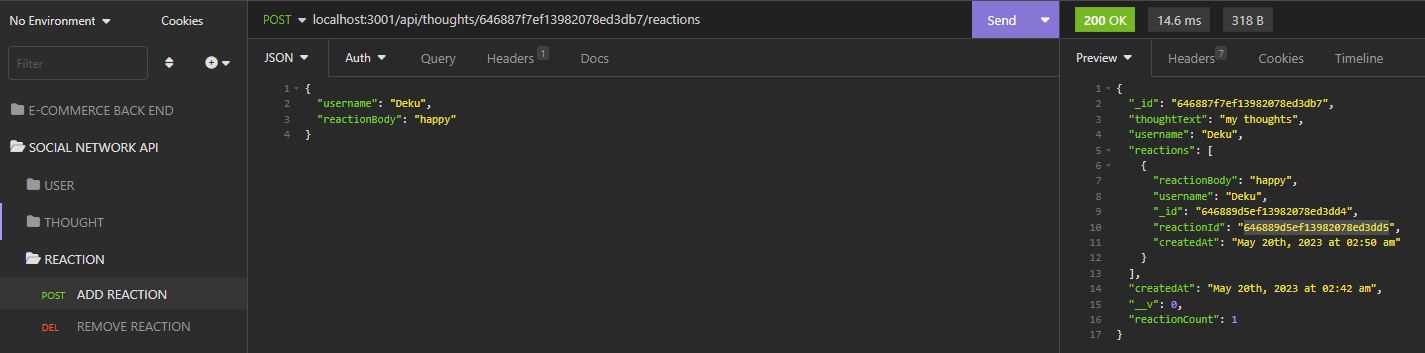 No Environment Cookies
Filter
E-COMMERCE BACK END
SOCIAL NETWORK API
USER
THOUGHT
REACTION
POST ADD REACTION
DEL REMOVE REACTION
POST localhost:3001/api/thoughts/646887f7ef13982078ed3db7/reactions Send
JSON Auth Query Headers 1 Docs
1 {
2 "username": "Deku",
3 "reactionBody": "happy"
4 }
200 OK 14.6 ms 318 B
Preview Headers 7 Cookies Timeline
1 {
2 "_id": "646887f7ef13982078ed3db7",
3 "thoughtText": "my thoughts",
4 "username": "Deku",
5 "reactions": [
6 {
7 "reactionBody": "happy",
8 "username": "Deku",
9 "_id": "646889d5ef13982078ed3dd4",
10 "reactionId": "646889d5ef13982078ed3dd5",
11 "createdAt": "May 20th, 2023 at 02:50 am"
12 }
13 ],
14 "createdAt": "May 20th, 2023 at 02:42 am",
15 "__v": 0,
16 "reactionCount": 1
17 }